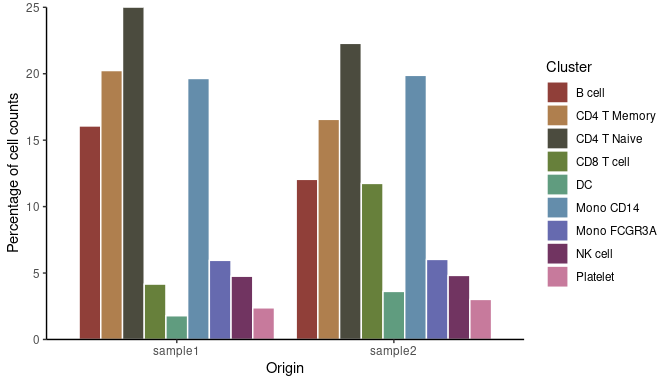 25
20
15
10
5
0
Percentage of cell counts
sample1
sample2
Origin
Cluster
B cell
CD4 T Memory
CD4 T Naive
CD8 T cell
DC
Mono CD14
Mono FCGR3A
NK cell
Platelet